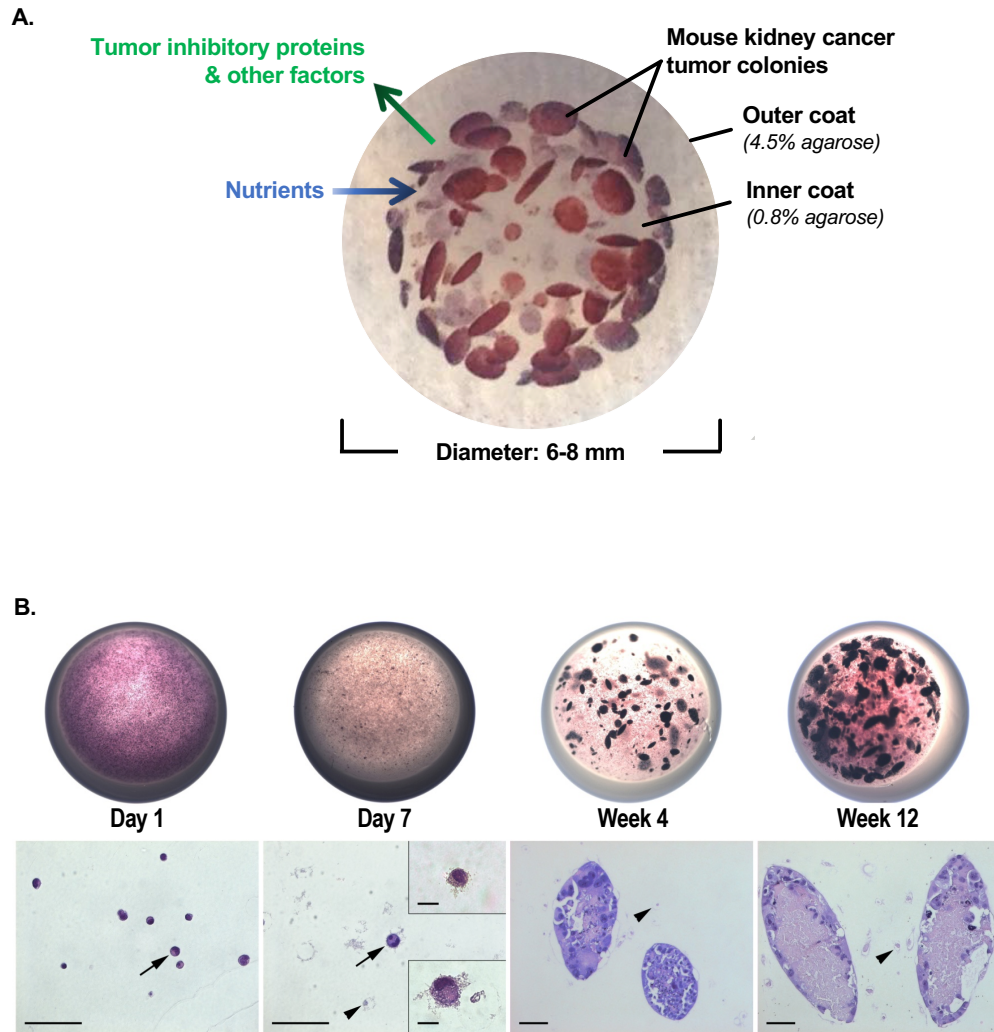 A.
Tumor inhibitory proteins
& other factors
Mouse kidney cancer
tumor colonies
Outer coat
(4.5% agarose)
Nutrients
Inner coat
(0.8% agarose)
Diameter: 6-8 mm
B.
Day 1
Day 7
Week 4
Week 12